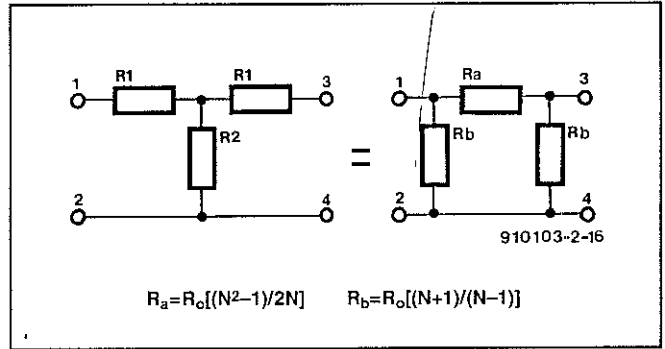 1 R1 R1 3
R2
2 4
=
1 Ra 3
Rb Rb
2 4
910103-2-16
Ra=Ro[(N²−1)/2N] Rb=Ro[(N+1)/(N−1)]